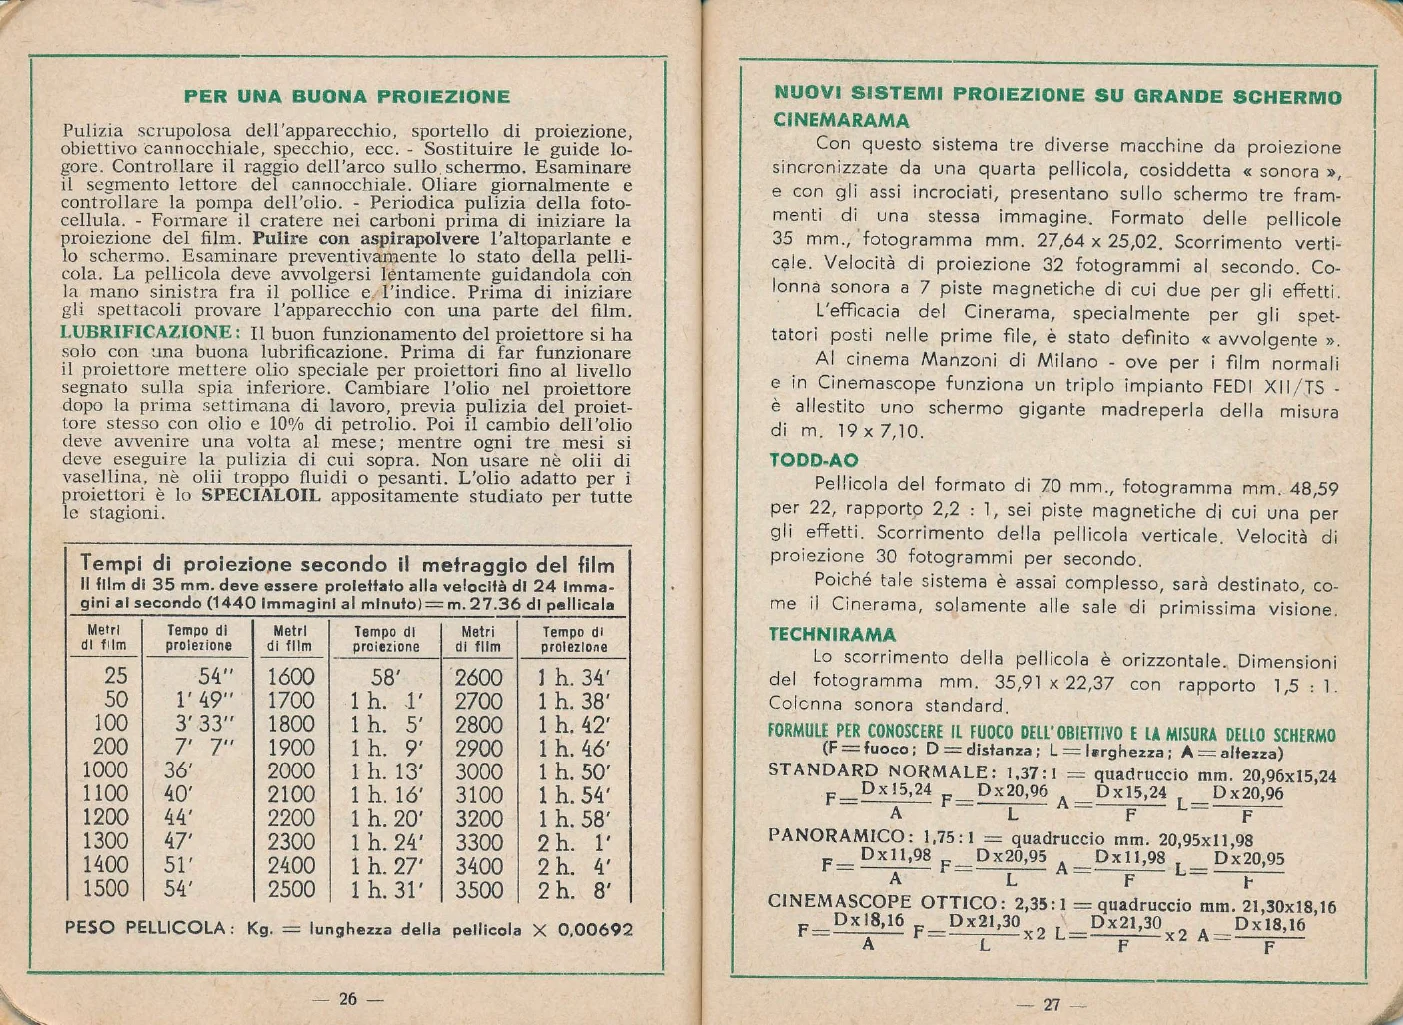 PER UNA BUONA PROIEZIONE
Pulizia scrupolosa dell'apparecchio, sportello di proiezione,
obiettivo cannocchiale, specchio, ecc. - Sostituire le guide lo-
gore. Controllare il raggio dell'arco sullo schermo. Esaminare
il segmento lettore del cannocchiale. Oliare giornalmente e
controllare la pompa dell'olio. - Periodica pulizia della foto-
cellula. - Formare il cratere nei carboni prima di iniziare la
proiezione del film. Pulire con aspirapolvere l'altoparlante e
lo schermo. Esaminare preventivamente lo stato della pelli-
cola. La pellicola deve avvolgersi lentamente guidandola con
la mano sinistra fra il pollice e l'indice. Prima di iniziare
gli spettacoli provare l'apparecchio con una parte del film.
LUBRIFICAZIONE: Il buon funzionamento del proiettore si ha
solo con una buona lubrificazione. Prima di far funzionare
il proiettore mettere olio speciale per proiettori fino al livello
segnato sulla spia inferiore. Cambiare l'olio nel proiettore
dopo la prima settimana di lavoro, previa pulizia del proiet-
tore stesso con olio e 10% di petrolio. Poi il cambio dell'olio
deve avvenire una volta al mese; mentre ogni tre mesi si
deve eseguire la pulizia di cui sopra. Non usare nè olii di
vasellina, nè olii troppo fluidi o pesanti. L'olio adatto per i
proiettori è lo SPECIALOIL appositamente studiato per tutte
le stagioni.
Tempi di proiezione secondo il metraggio del film
Il film di 35 mm. deve essere proiettato alla velocità di 24 imma-
gini al secondo (1440 immagini al minuto) = m. 27.36 di pellicala
Metri Tempo di Metri Tempo di Metri Tempo di
di film proiezione di film proiezione di film proiezione
25 54'' 1600 58' 2600 1 h. 34'
50 1' 49'' 1700 1 h. 1' 2700 1 h. 38'
100 3' 33'' 1800 1 h. 5' 2800 1 h. 42'
200 7' 7'' 1900 1 h. 9' 2900 1 h. 46'
1000 36' 2000 1 h. 13' 3000 1 h. 50'
1100 40' 2100 1 h. 16' 3100 1 h. 54'
1200 44' 2200 1 h. 20' 3200 1 h. 58'
1300 47' 2300 1 h. 24' 3300 2 h. 1'
1400 51' 2400 1 h. 27' 3400 2 h. 4'
1500 54' 2500 1 h. 31' 3500 2 h. 8'
PESO PELLICOLA: Kg. = lunghezza della pellicola × 0,00692
— 26 —
NUOVI SISTEMI PROIEZIONE SU GRANDE SCHERMO
CINEMARAMA
Con questo sistema tre diverse macchine da proiezione
sincronizzate da una quarta pellicola, cosiddetta « sonora »,
e con gli assi incrociati, presentano sullo schermo tre fram-
menti di una stessa immagine. Formato delle pellicole
35 mm., fotogramma mm. 27,64 x 25,02. Scorrimento verti-
cale. Velocità di proiezione 32 fotogrammi al secondo. Co-
lonna sonora a 7 piste magnetiche di cui due per gli effetti.
L'efficacia del Cinerama, specialmente per gli spet-
tatori posti nelle prime file, è stato definito « avvolgente ».
Al cinema Manzoni di Milano - ove per i film normali
e in Cinemascope funziona un triplo impianto FEDI XII/TS -
è allestito uno schermo gigante madreperla della misura
di m. 19 x 7,10.
TODD-AO
Pellicola del formato di 70 mm., fotogramma mm. 48,59
per 22, rapporto 2,2 : 1, sei piste magnetiche di cui una per
gli effetti. Scorrimento della pellicola verticale. Velocità di
proiezione 30 fotogrammi per secondo.
Poiché tale sistema è assai complesso, sarà destinato, co-
me il Cinerama, solamente alle sale di primissima visione.
TECHNIRAMA
Lo scorrimento della pellicola è orizzontale. Dimensioni
del fotogramma mm. 35,91 x 22,37 con rapporto 1,5 : 1.
Colonna sonora standard.
FORMULE PER CONOSCERE IL FUOCO DELL'OBIETTIVO E LA MISURA DELLO SCHERMO
(F = fuoco; D = distanza; L = larghezza; A = altezza)
STANDARD NORMALE: 1,37:1 = quadruccio mm. 20,96x15,24
F = Dx15,24 F = Dx20,96 A = Dx15,24 L = Dx20,96
A L F F
PANORAMICO: 1,75:1 = quadruccio mm. 20,95x11,98
F = Dx11,98 F = Dx20,95 A = Dx11,98 L = Dx20,95
A L F F
CINEMASCOPE OTTICO: 2,35:1 = quadruccio mm. 21,30x18,16
F = Dx18,16 F = Dx21,30 x2 L = Dx21,30 x2 A = Dx18,16
A L F F
— 27 —